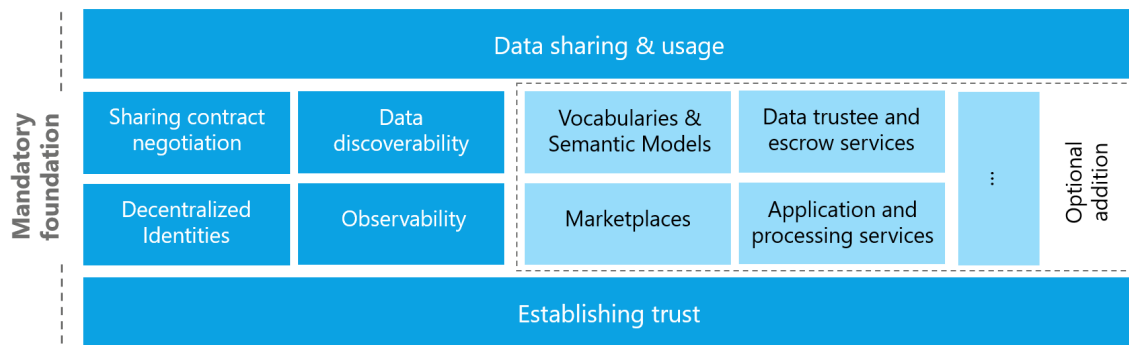 Data sharing & usage
Mandatory
foundation
Sharing contract
negotiation
Data
discoverability
Vocabularies &
Semantic Models
Data trustee and
escrow services
...
Optional
addition
Decentralized
Identities
Observability
Marketplaces
Application and
processing services
Establishing trust